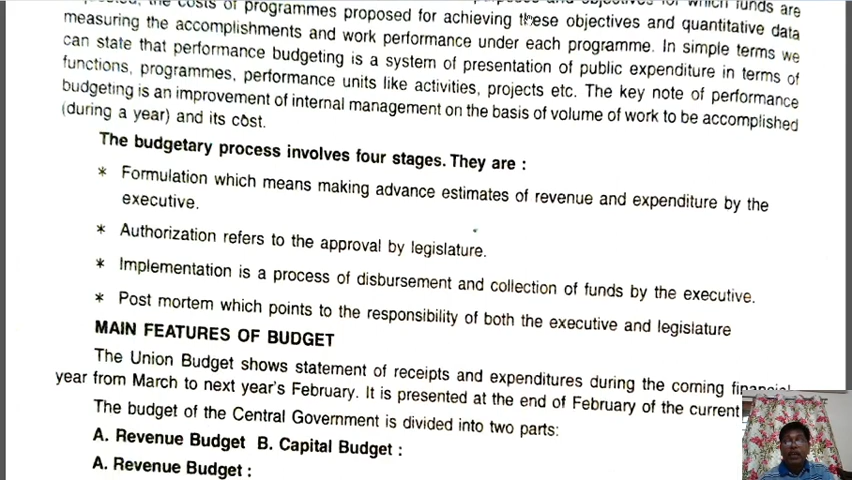 the costs of programmes proposed for achieving these objectives and quantitative data
measuring the accomplishments and work performance under each programme. In simple terms we
can state that performance budgeting is a system of presentation of public expenditure in terms of
functions, programmes, performance units like activities, projects etc. The key note of performance
budgeting is an improvement of internal management on the basis of volume of work to be accomplished
(during a year) and its cost.
The budgetary process involves four stages. They are :
* Formulation which means making advance estimates of revenue and expenditure by the
executive.
* Authorization refers to the approval by legislature.
* Implementation is a process of disbursement and collection of funds by the executive.
* Post mortem which points to the responsibility of both the executive and legislature
MAIN FEATURES OF BUDGET
The Union Budget shows statement of receipts and expenditures during the coming financial
year from March to next year's February. It is presented at the end of February of the current
The budget of the Central Government is divided into two parts:
A. Revenue Budget B. Capital Budget :
A. Revenue Budget :